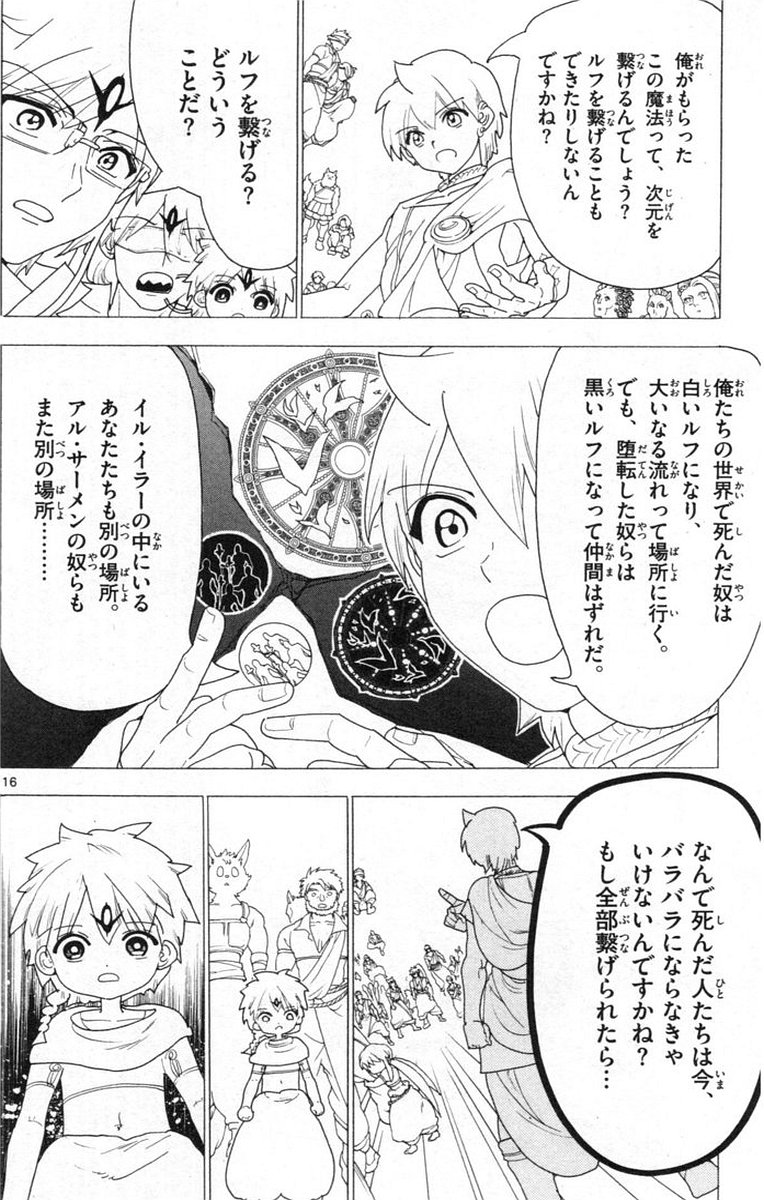 俺がもらった
この魔法って、次元を
繋げるんでしょう？
ルフを繋げることも
できたりしないん
ですかね？
ルフを繋げる？
どういう
ことだ？
俺たちの世界で死んだ奴は
白いルフになり、
大いなる流れって場所に行く。
でも、堕転した奴らは
黒いルフになって仲間はずれだ。
イル・イラーの中にいる
あなたたちも別の場所。
アル・サーメンの奴らも
また別の場所………
16
なんで死んだ人たちは今、
バラバラにならなきゃ
いけないんですかね？
もし全部繋げられたら…